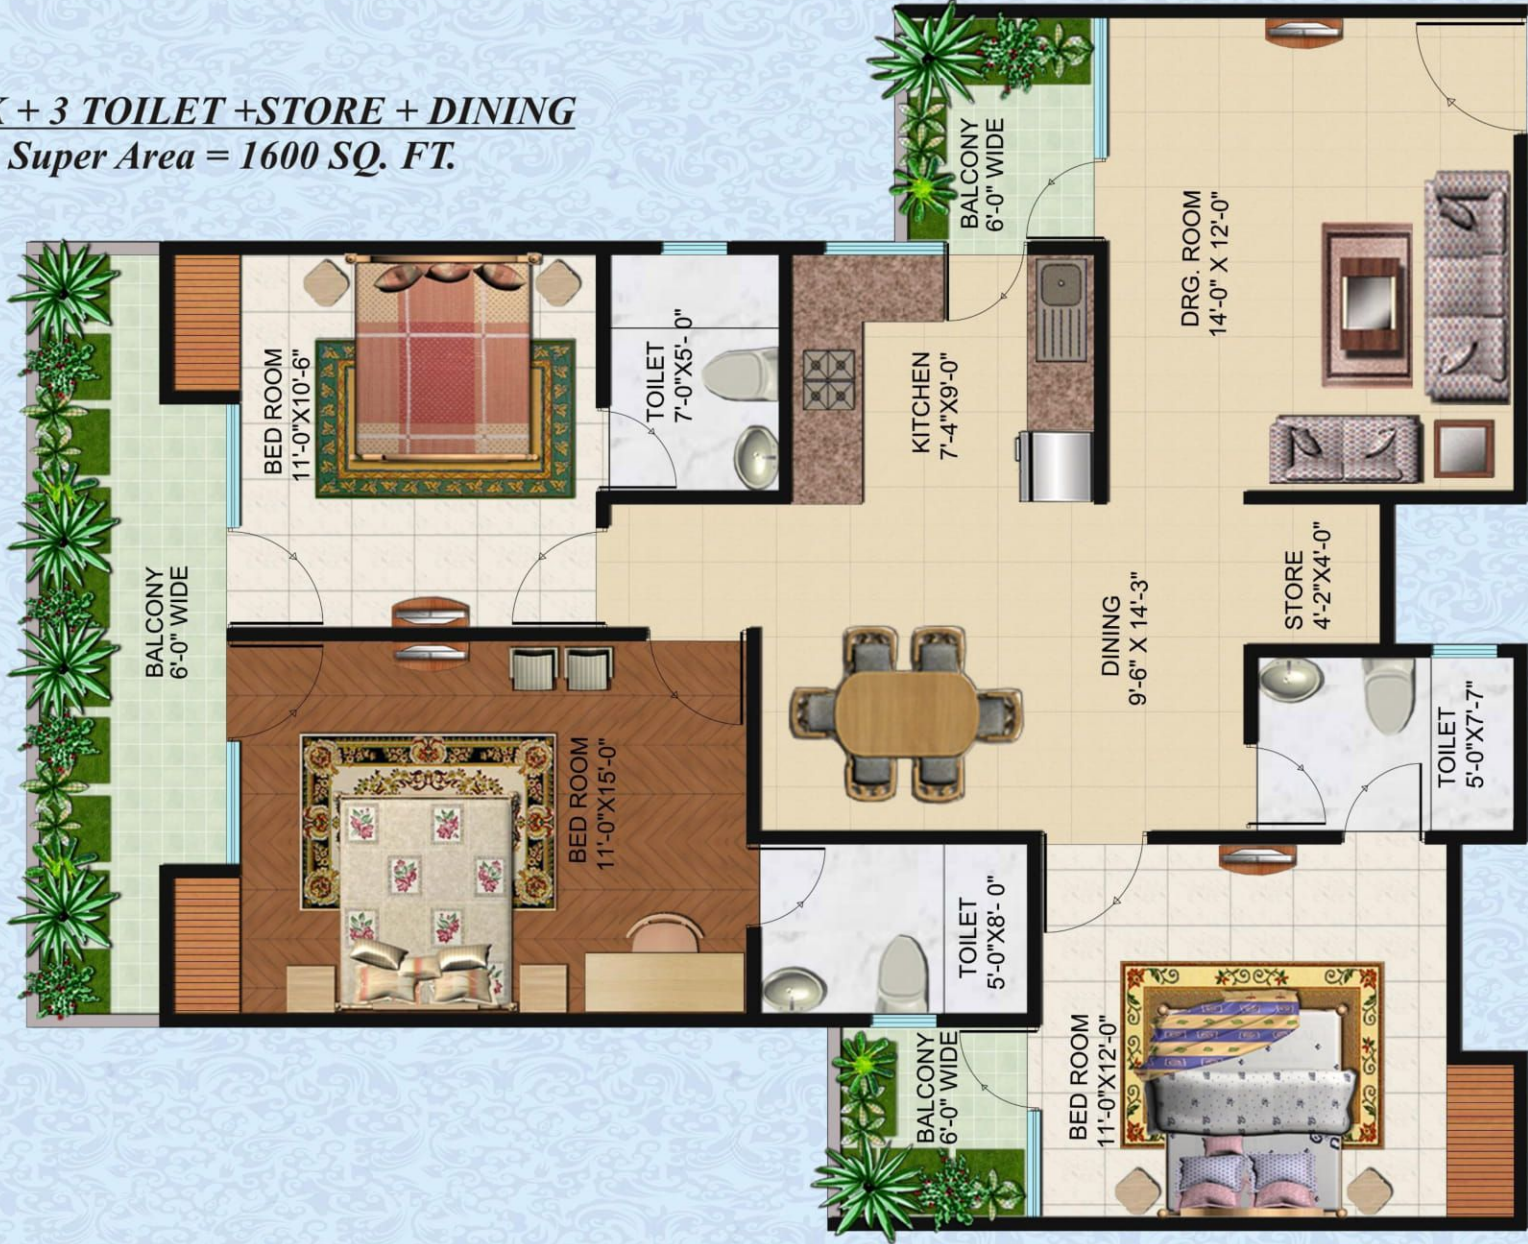 + 3 TOILET +STORE + DINING
Super Area = 1600 SQ. FT.
BALCONY
6'-0" WIDE
DRG. ROOM
14'-0" X 12'-0"
BED ROOM
11'-0"X10'-6"
TOILET
7'-0"X5'- 0"
KITCHEN
7'-4"X9'-0"
BALCONY
6'-0" WIDE
DINING
9'-6" X 14'-3"
STORE
4'-2"X4'-0"
BED ROOM
11'-0"X15'-0"
TOILET
5'-0"X7'-7"
TOILET
5'-0"X8'- 0"
BALCONY
6'-0" WIDE
BED ROOM
11'-0"X12'-0"